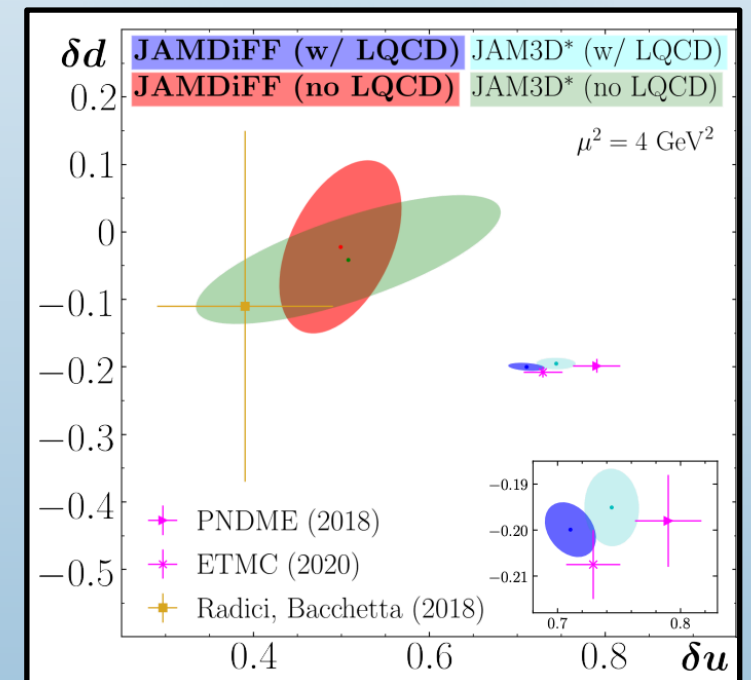 δd JAMDiFF (w/ LQCD) JAM3D* (w/ LQCD)
JAMDiFF (no LQCD) JAM3D* (no LQCD)
0.2
μ² = 4 GeV²
0.1
0
−0.1
−0.2
−0.3
−0.4
−0.5
PNDME (2018)
ETMC (2020)
Radici, Bacchetta (2018)
−0.19
−0.20
−0.21
0.7 0.8
0.4 0.6 0.8 δu